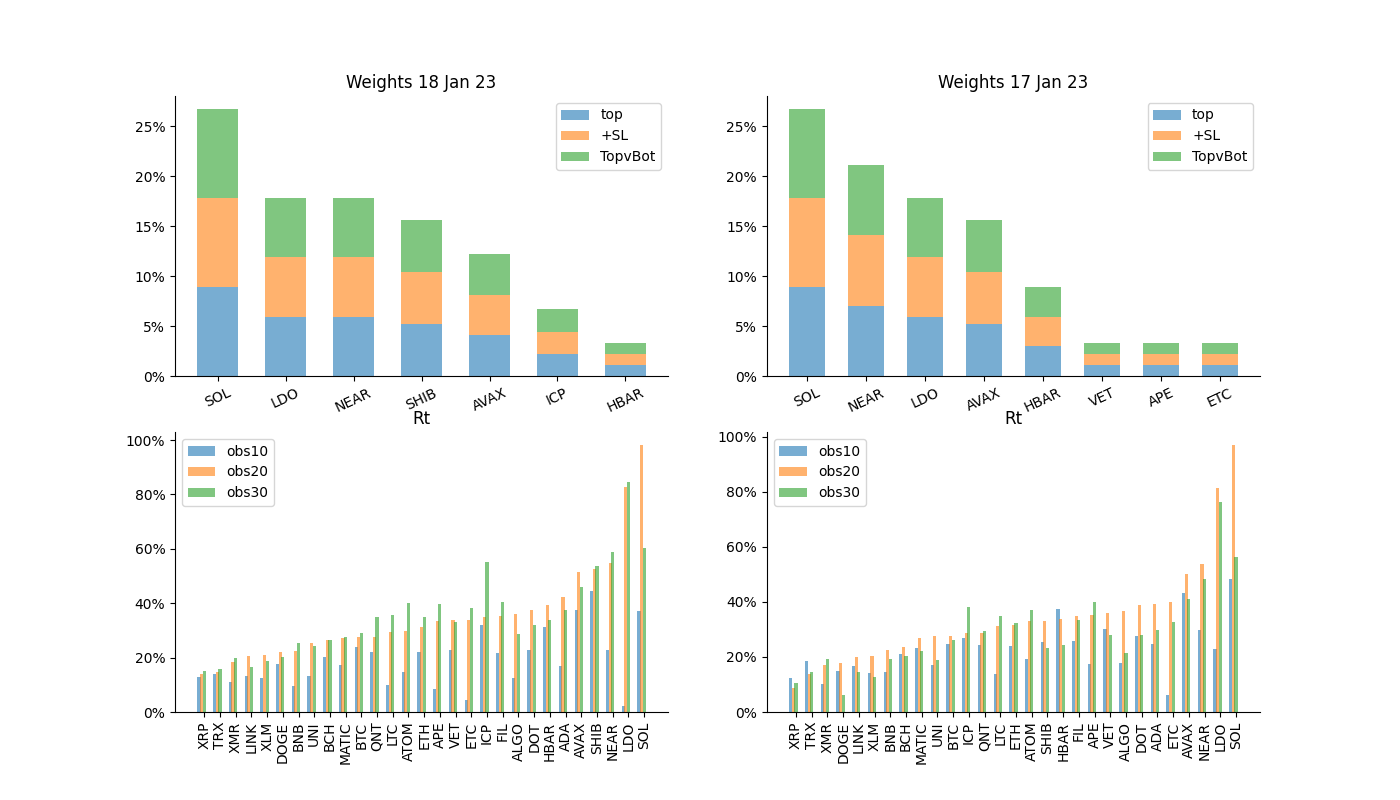 Weights 18 Jan 23
25%
20%
15%
10%
5%
0%
top
+SL
TopvBot
SOL LDO NEAR SHIB AVAX ICP HBAR
Weights 17 Jan 23
25%
20%
15%
10%
5%
0%
top
+SL
TopvBot
SOL NEAR LDO AVAX HBAR VET APE ETC
Rt
100%
80%
60%
40%
20%
0%
obs10
obs20
obs30
XRP TRX XMR LINK XLM DOGE BNB UNI BCH MATIC BTC QNT LTC ATOM ETH APE VET ETC ICP FIL ALGO DOT HBAR ADA AVAX SHIB NEAR LDO SOL
Rt
100%
80%
60%
40%
20%
0%
obs10
obs20
obs30
XRP TRX XMR DOGE LINK XLM BNB BCH MATIC UNI BTC ICP QNT LTC ETH ATOM SHIB HBAR FIL APE VET ALGO DOT ADA ETC AVAX NEAR LDO SOL